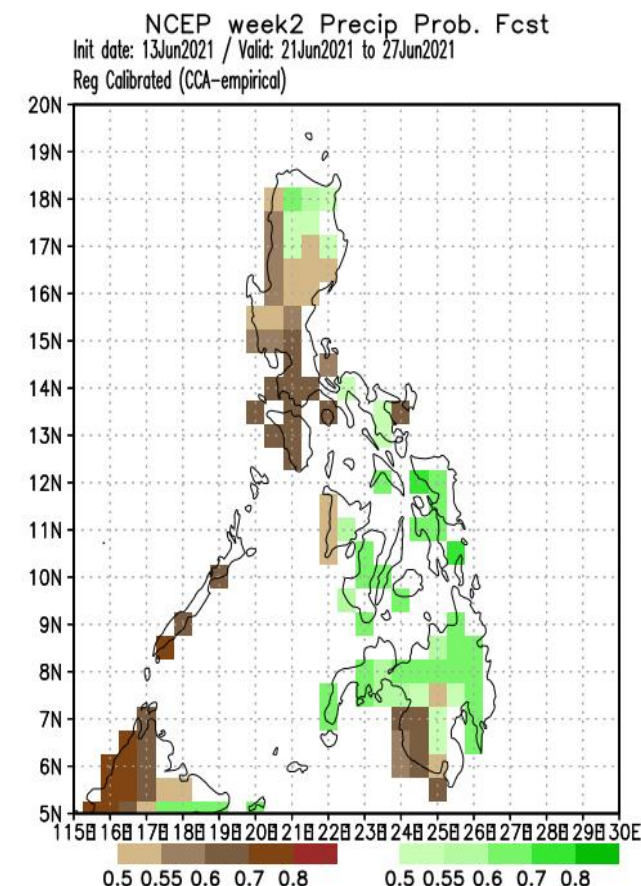 NCEP week2 Precip Prob. Fcst
Init date: 13Jun2021 / Valid: 21Jun2021 to 27Jun2021
Reg Calibrated (CCA-empirical)
20N
19N
18N
17N
16N
15N
14N
13N
12N
11N
10N
9N
8N
7N
6N
5N
115E 116E 117E 118E 119E 120E 121E 122E 123E 124E 125E 126E 127E 128E 129E 130E
0.5 0.55 0.6 0.7 0.8 0.5 0.55 0.6 0.7 0.8